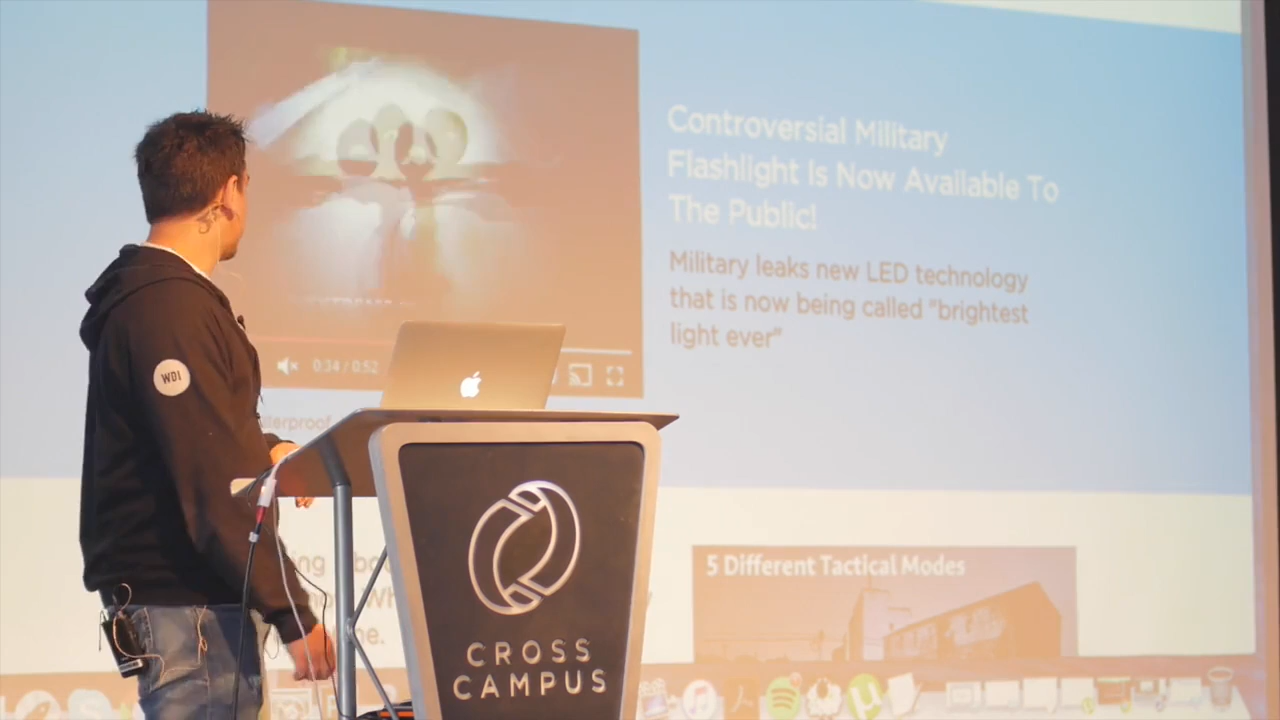 Controversial Military
Flashlight Is Now Available To
The Public!
Military leaks new LED technology
that is now being called "brightest
light ever"
0:34 / 0:52
WDI
5 Different Tactical Modes
CROSS
CAMPUS